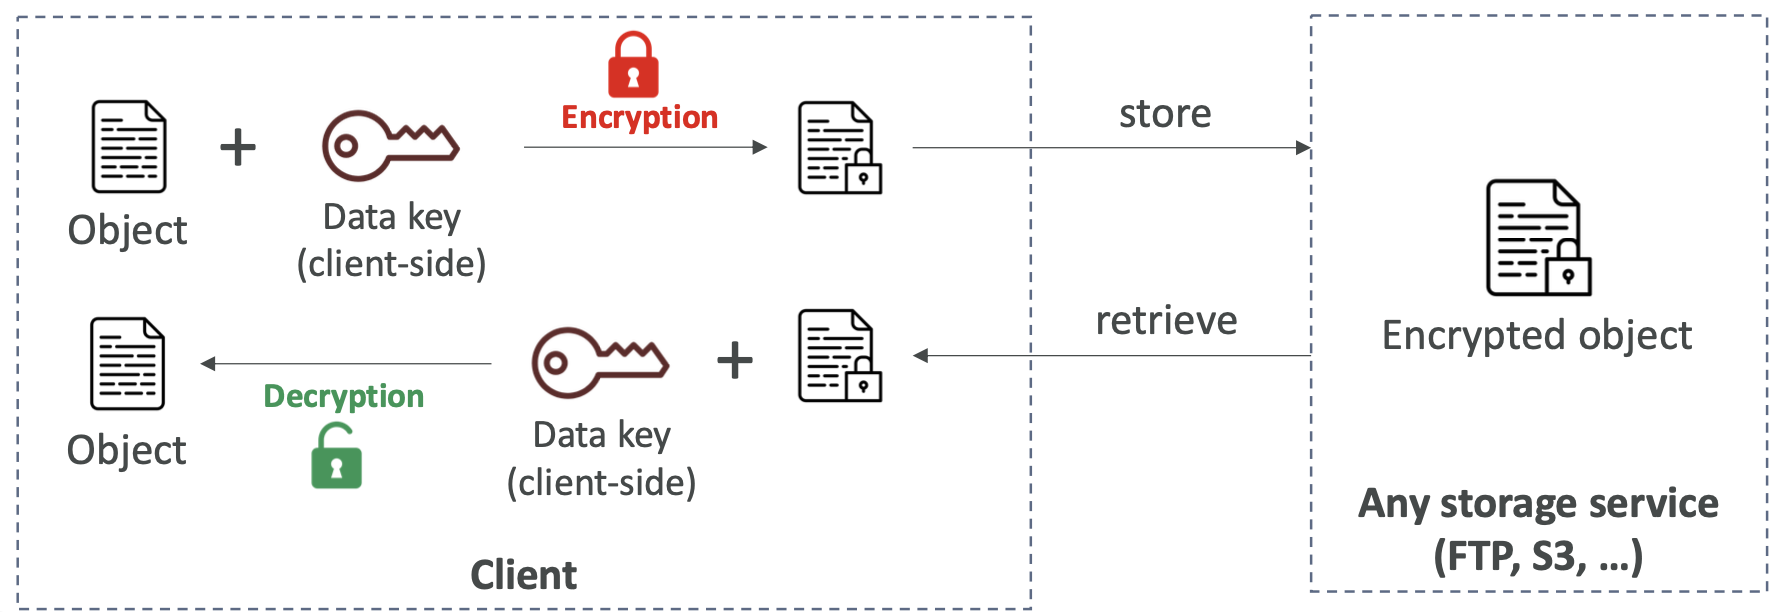 Encryption
store
Object
+
Data key
(client-side)
Encrypted object
retrieve
Object
Decryption
Data key
(client-side)
+
Any storage service
(FTP, S3, ...)
Client